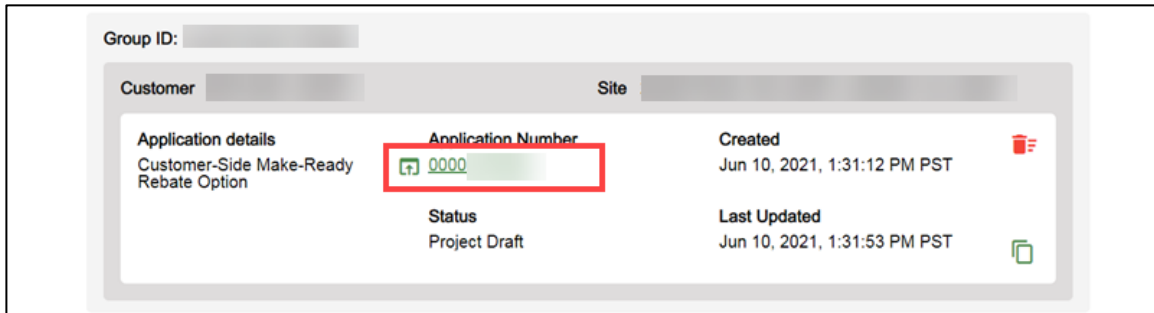 Group ID:
Customer Site
Application details Application Number Created
Customer-Side Make-Ready 0000 Jun 10, 2021, 1:31:12 PM PST
Rebate Option
Status Last Updated
Project Draft Jun 10, 2021, 1:31:53 PM PST